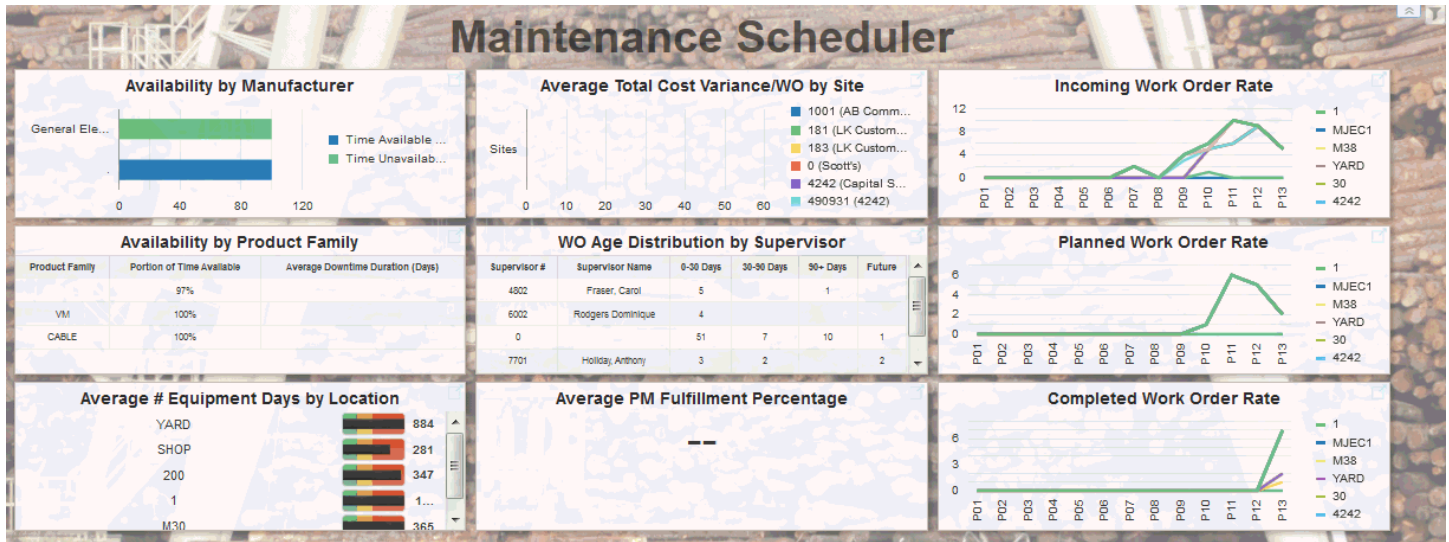 Maintenance Scheduler
Availability by Manufacturer
General Ele...
.
0 40 80 120
Time Available ...
Time Unavailab...
Average Total Cost Variance/WO by Site
Sites
0 10 20 30 40 50 60
1001 (AB Comm...
181 (LK Custom...
183 (LK Custom...
0 (Scott's)
4242 (Capital S...
490931 (4242)
Incoming Work Order Rate
12
8
4
0
P01 P02 P03 P04 P05 P06 P07 P08 P09 P10 P11 P12 P13
1
MJEC1
M38
YARD
30
4242
Availability by Product Family
Product Family Portion of Time Available Average Downtime Duration (Days)
97%
VM 100%
CABLE 100%
WO Age Distribution by Supervisor
Supervisor # Supervisor Name 0-30 Days 30-90 Days 90+ Days Future
4802 Fraser, Carol 5 1
6002 Rodgers Dominique 4
0 51 7 10 1
7701 Holliday, Anthony 3 2 2
Planned Work Order Rate
6
4
2
0
P01 P02 P03 P04 P05 P06 P07 P08 P09 P10 P11 P12 P13
1
MJEC1
M38
YARD
30
4242
Average # Equipment Days by Location
YARD 884
SHOP 281
200 347
1 1...
M30 365
Average PM Fulfillment Percentage
--
Completed Work Order Rate
6
3
0
P01 P02 P03 P04 P05 P06 P07 P08 P09 P10 P11 P12 P13
1
MJEC1
M38
YARD
30
4242